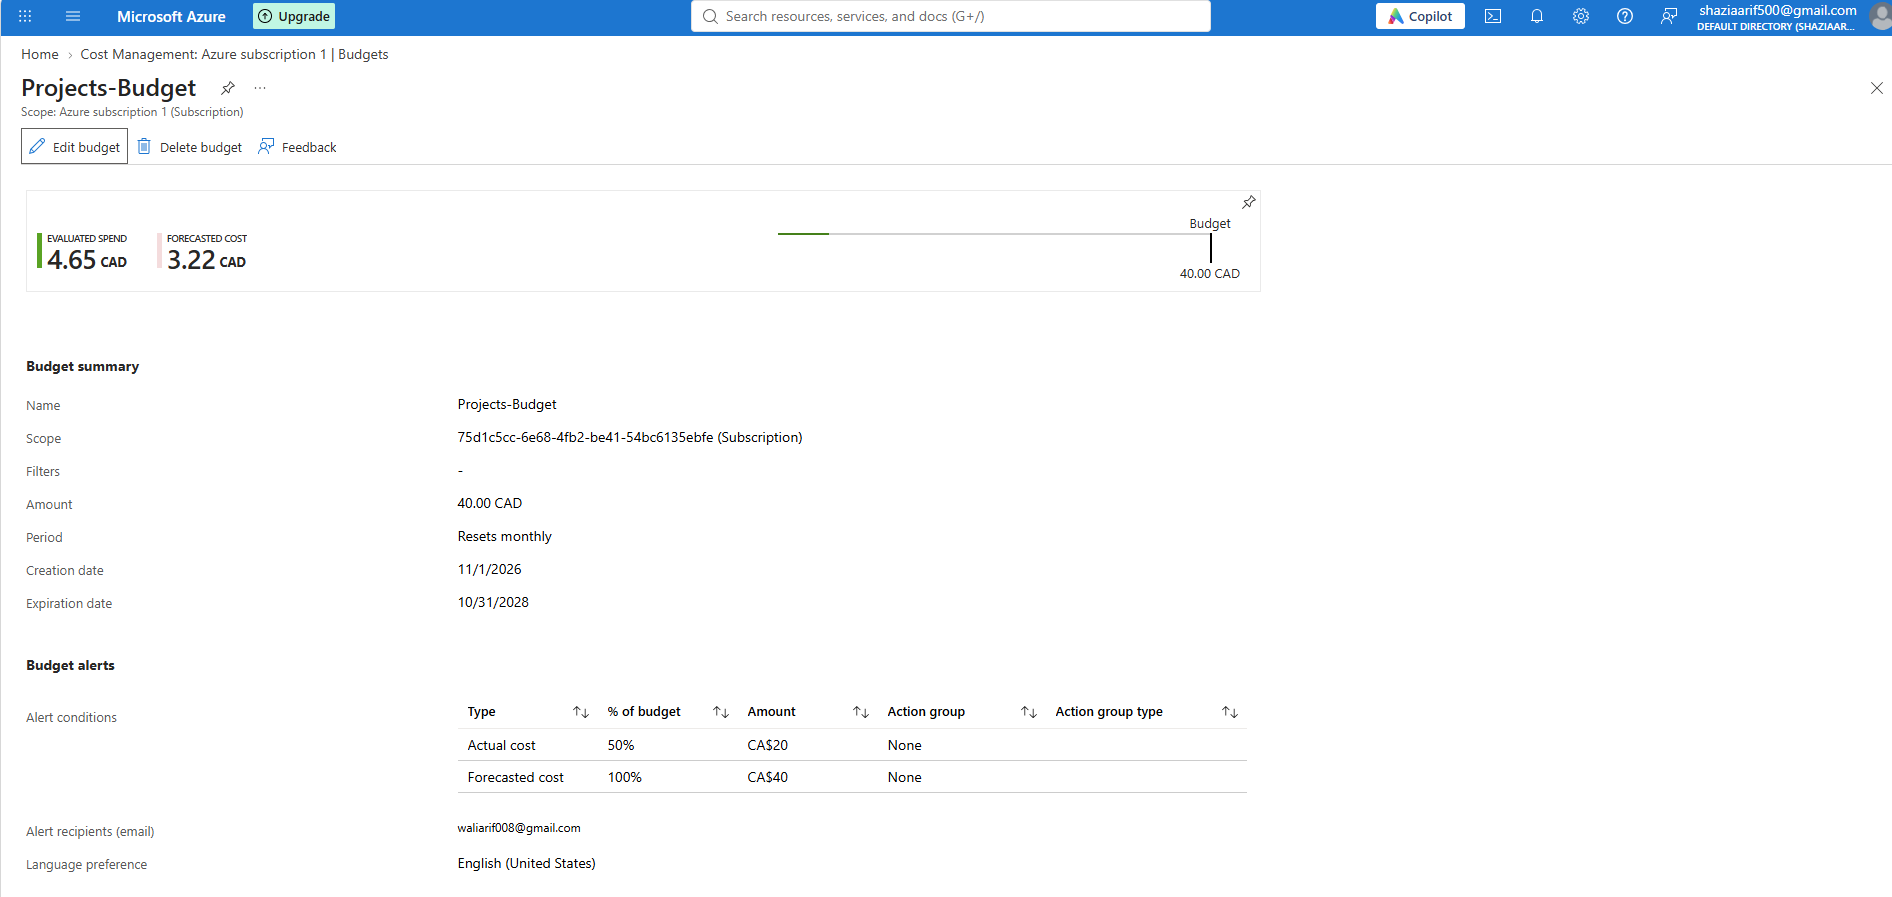 Microsoft Azure
Upgrade
Search resources, services, and docs (G+/)
Copilot
shaziaarif500@gmail.com
DEFAULT DIRECTORY (SHAZIAAR...
Home > Cost Management: Azure subscription 1 | Budgets
Projects-Budget
...
Scope: Azure subscription 1 (Subscription)
Edit budget
Delete budget
Feedback
EVALUATED SPEND
4.65 CAD
FORECASTED COST
3.22 CAD
Budget
40.00 CAD
Budget summary
Name Projects-Budget
Scope 75d1c5cc-6e68-4fb2-be41-54bc6135ebfe (Subscription)
Filters -
Amount 40.00 CAD
Period Resets monthly
Creation date 11/1/2026
Expiration date 10/31/2028
Budget alerts
Alert conditions
Type % of budget Amount Action group Action group type
Actual cost 50% CA$20 None
Forecasted cost 100% CA$40 None
Alert recipients (email) waliarif008@gmail.com
Language preference English (United States)